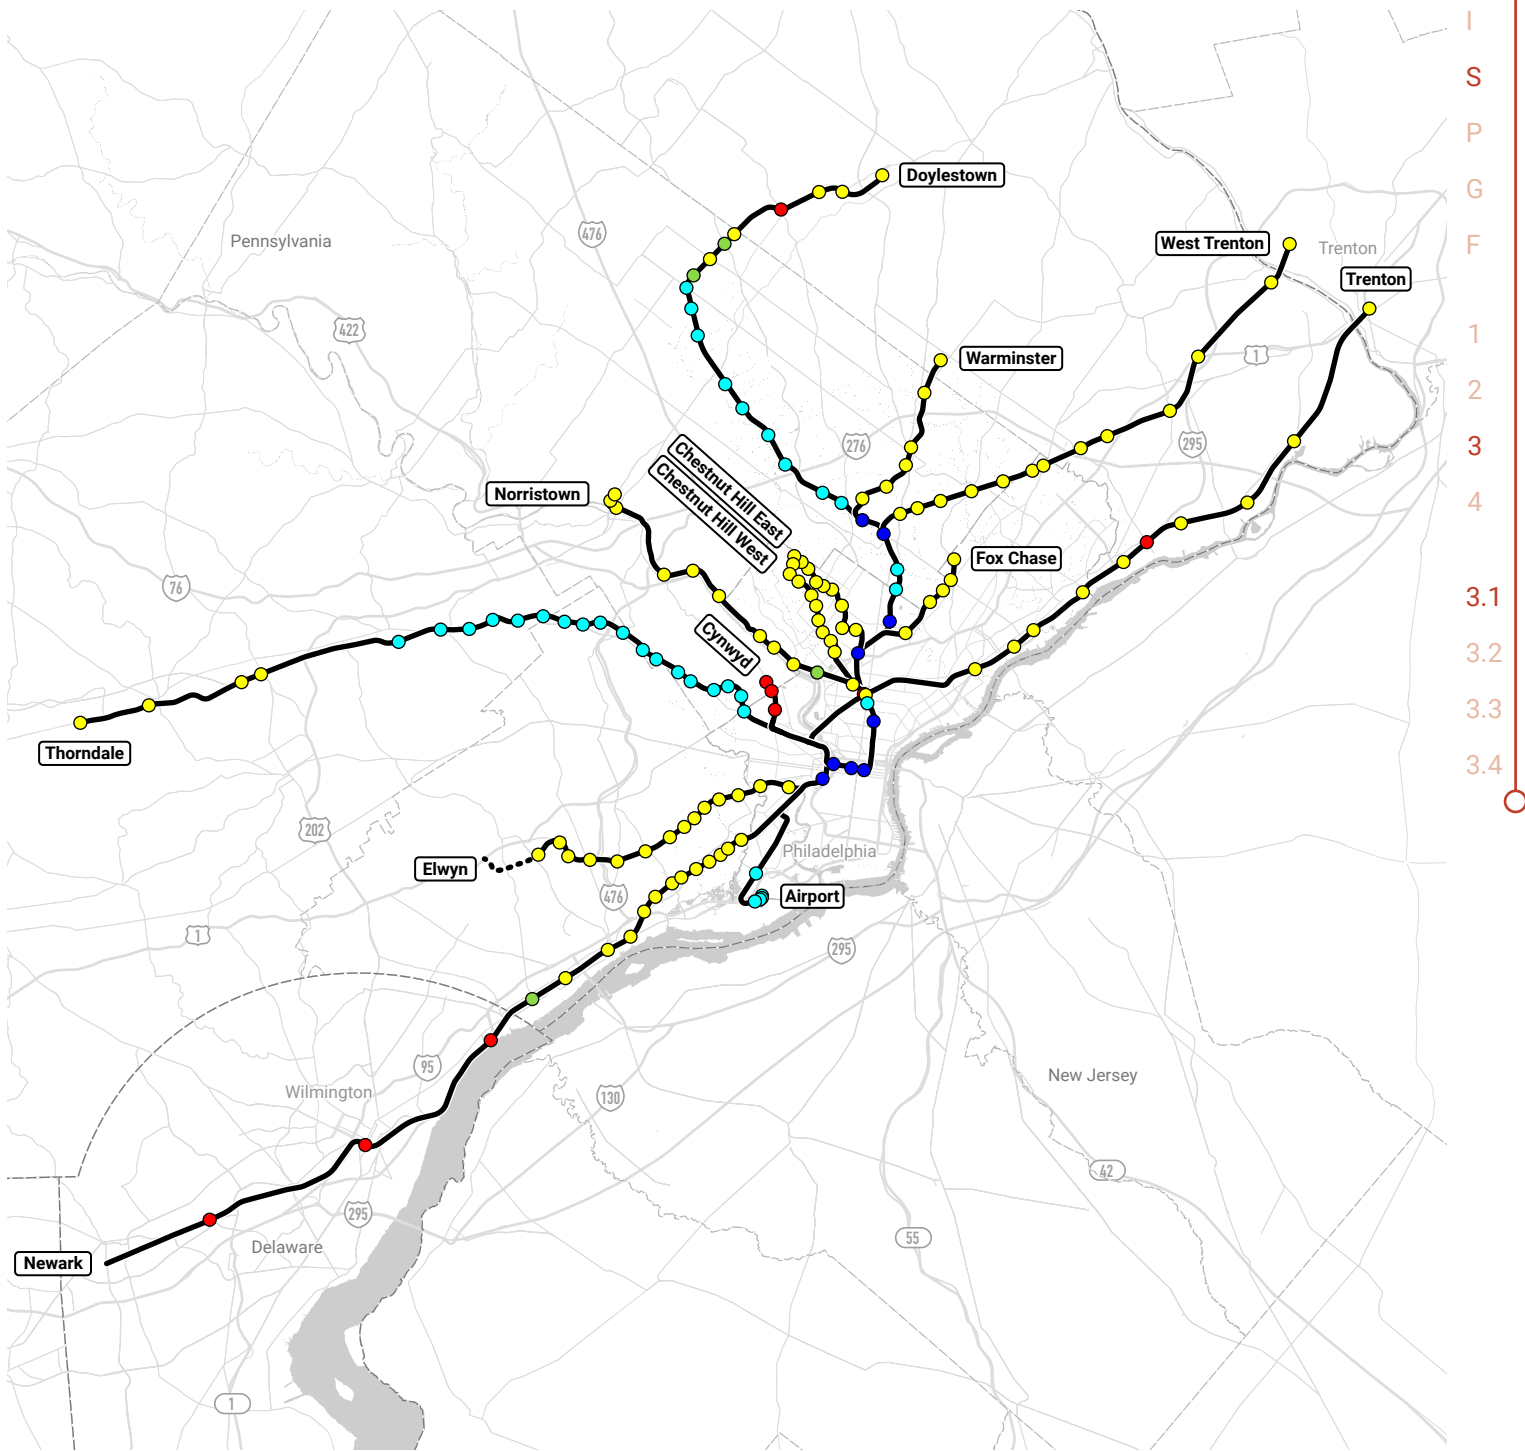 I
S
P
G
F
1
2
3
4
3.1
3.2
3.3
3.4
Doylestown
Pennsylvania
476
West Trenton
Trenton
Trenton
422
1
Warminster
276
295
Chestnut Hill East
Chestnut Hill West
Norristown
Fox Chase
76
Cynwyd
Thorndale
202
Philadelphia
Elwyn
476
Airport
1
295
95
Wilmington
130
New Jersey
42
295
55
Delaware
Newark
1